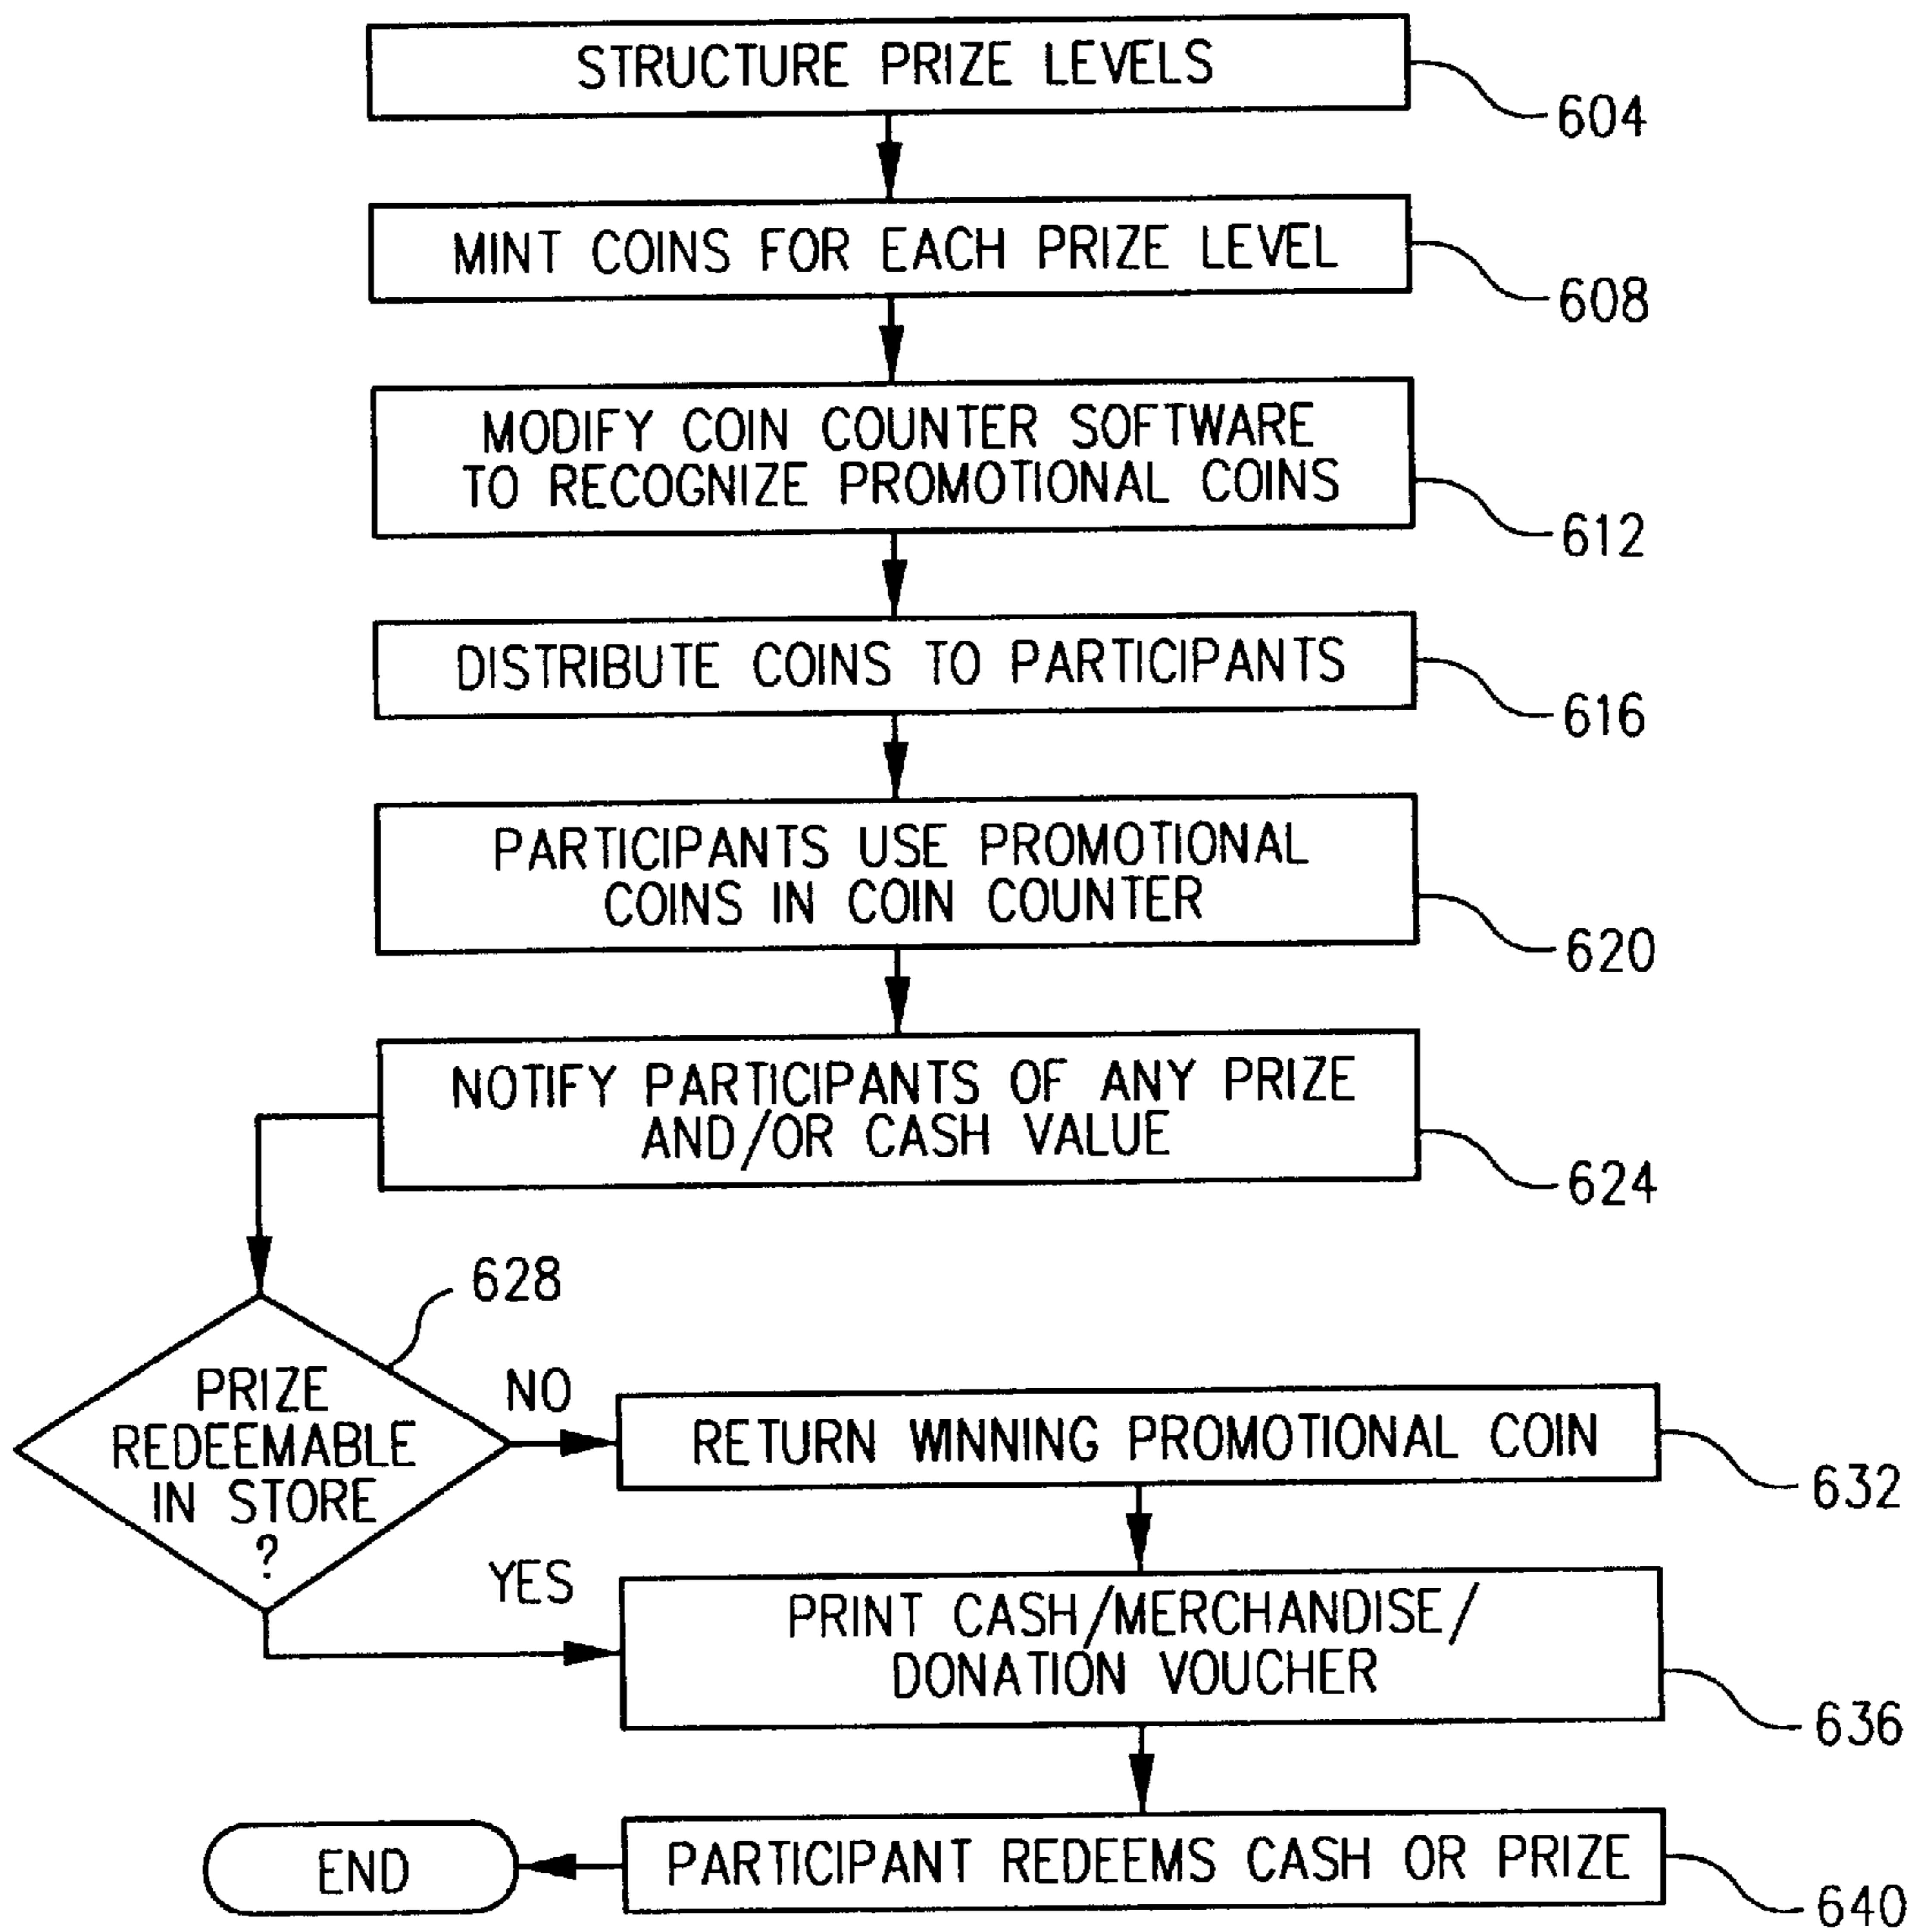 STRUCTURE PRIZE LEVELS
604
MINT COINS FOR EACH PRIZE LEVEL
608
MODIFY COIN COUNTER SOFTWARE
TO RECOGNIZE PROMOTIONAL COINS
612
DISTRIBUTE COINS TO PARTICIPANTS
616
PARTICIPANTS USE PROMOTIONAL
COINS IN COIN COUNTER
620
NOTIFY PARTICIPANTS OF ANY PRIZE
AND/OR CASH VALUE
624
628
PRIZE
REDEEMABLE
IN STORE
?
NO
RETURN WINNING PROMOTIONAL COIN
632
YES
PRINT CASH/MERCHANDISE/
DONATION VOUCHER
636
PARTICIPANT REDEEMS CASH OR PRIZE
640
END